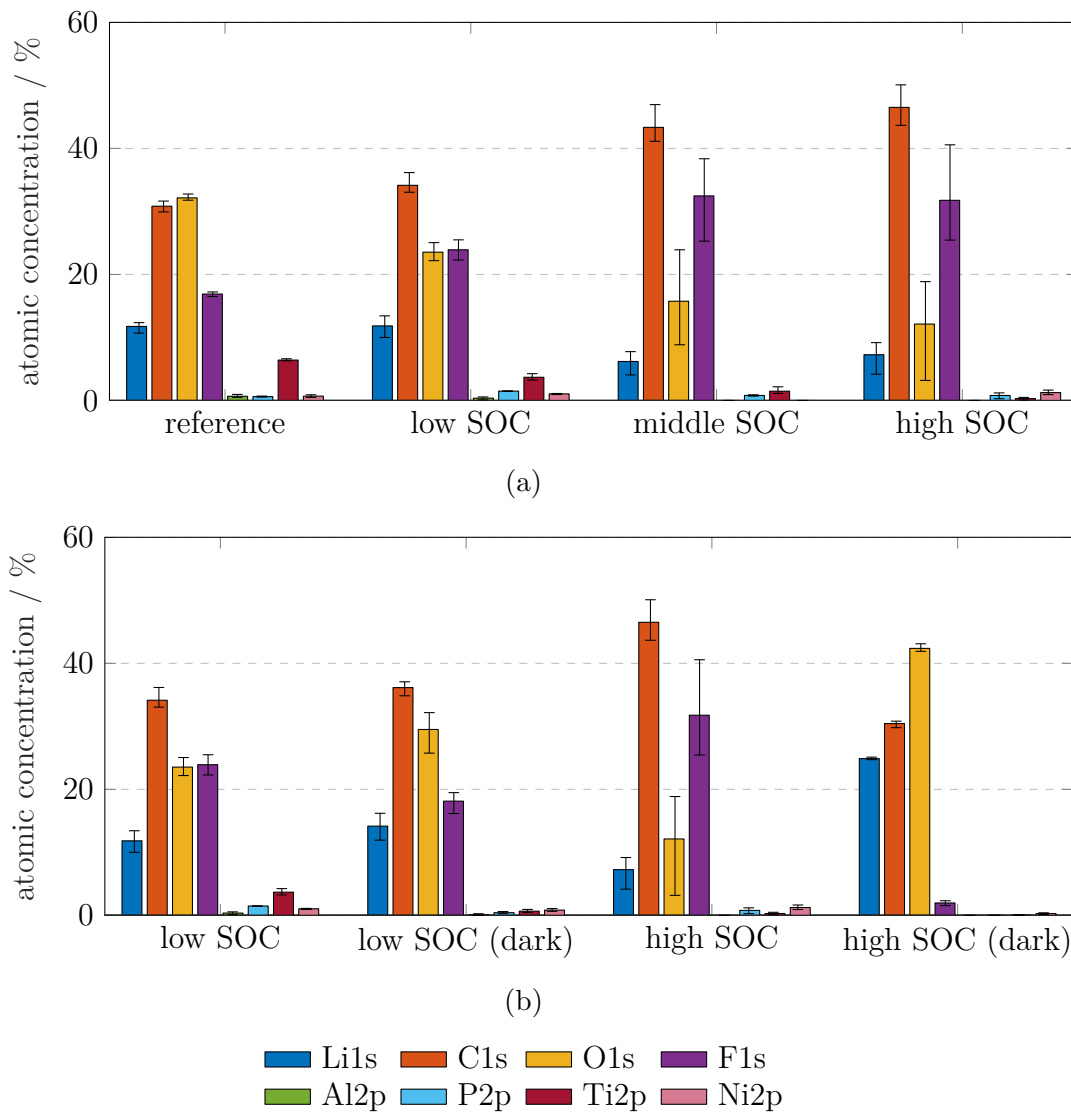 60
40
20
0
atomic concentration / %
reference low SOC middle SOC high SOC
(a)
60
40
20
0
atomic concentration / %
low SOC low SOC (dark) high SOC high SOC (dark)
(b)
Li1s C1s O1s F1s
Al2p P2p Ti2p Ni2p